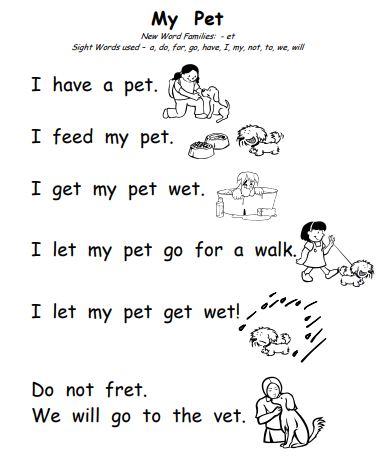 My Pet
New Word Families: - et
Sight Words used – a, do, for, go, have, I, my, not, to, we, will
I have a pet.
I feed my pet.
I get my pet wet.
I let my pet go for a walk.
I let my pet get wet!
Do not fret.
We will go to the vet.